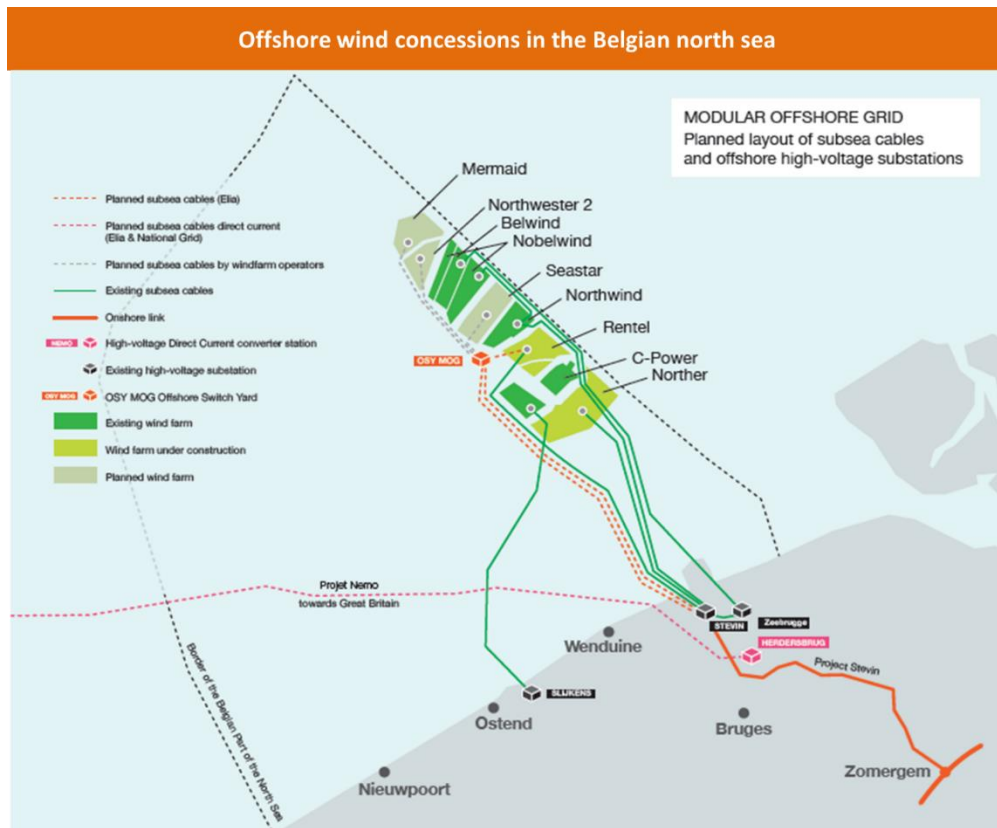 Offshore wind concessions in the Belgian north sea
MODULAR OFFSHORE GRID
Planned layout of subsea cables
and offshore high-voltage substations
Mermaid
Northwester 2
Belwind
Nobelwind
Seastar
Northwind
Rentel
C-Power
Norther
Planned subsea cables (Elia)
Planned subsea cables direct current
(Elia & National Grid)
Planned subsea cables by windfarm operators
Existing subsea cables
Onshore link
NEMO High-voltage Direct Current converter station
Existing high-voltage substation
OSY MOG OSY MOG Offshore Switch Yard
Existing wind farm
Wind farm under construction
Planned wind farm
OSY MOG
Projet Nemo
towards Great Britain
Border of the Belgian Part of the North Sea
STEVIN
Zeebrugge
HERDERSBRUG
Project Stevin
Wenduine
SLIJKENS
Ostend
Bruges
Nieuwpoort
Zomergem